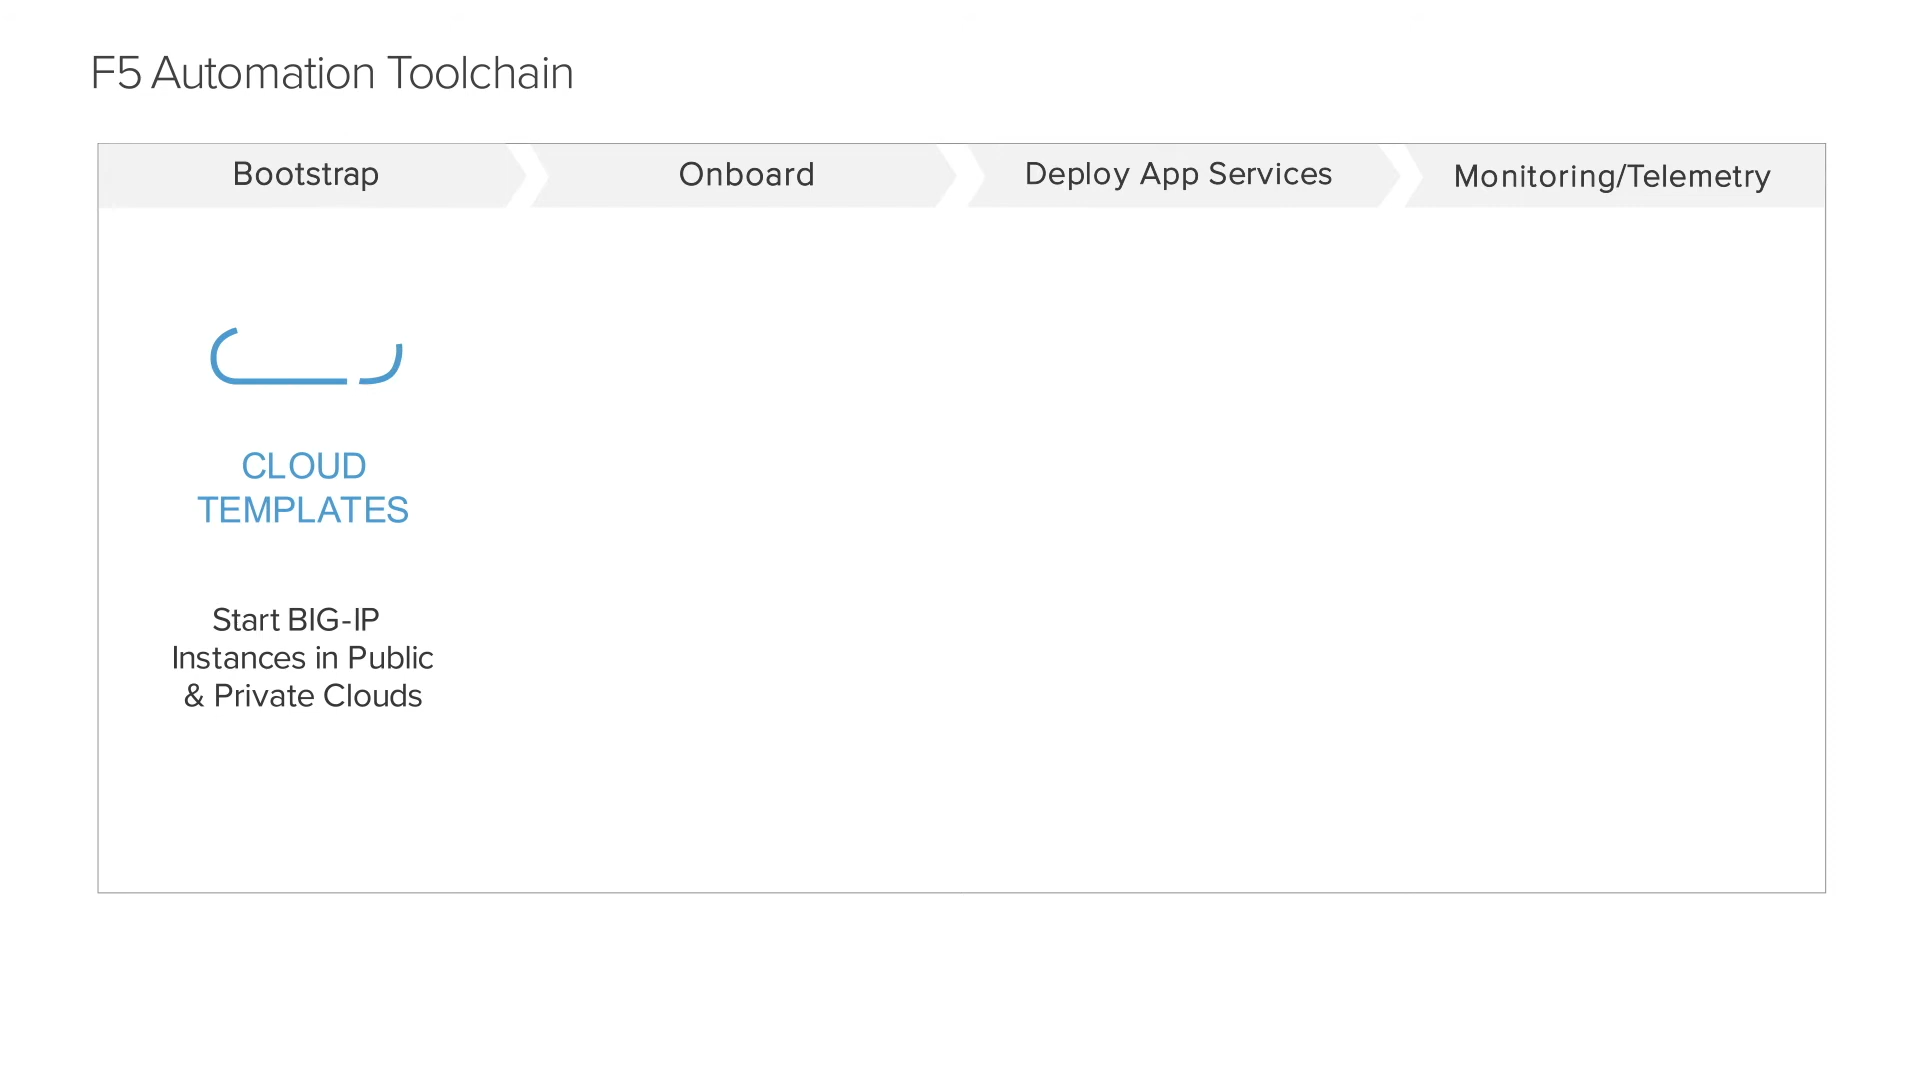 F5 Automation Toolchain
Bootstrap
Onboard
Deploy App Services
Monitoring/Telemetry
CLOUD
TEMPLATES
Start BIG-IP
Instances in Public
& Private Clouds